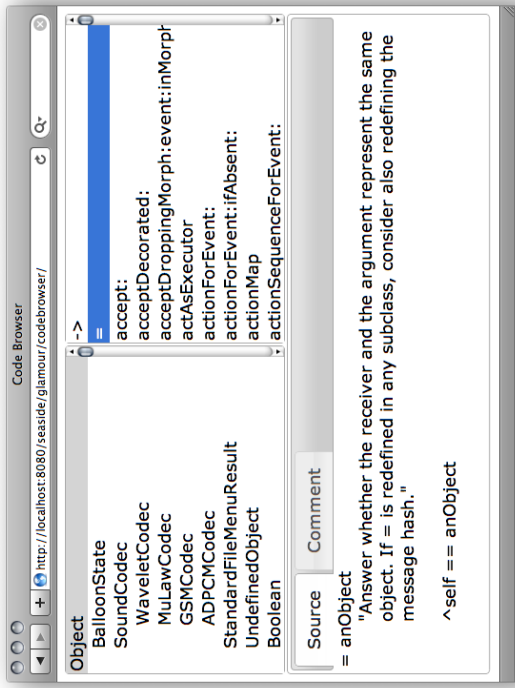 Code Browser
http://localhost:8080/seaside/glamour/codebrowser/
Object
BalloonState
SoundCodec
WaveletCodec
MuLawCodec
GSMCodec
ADPCMCodec
StandardFileMenuResult
UndefinedObject
Boolean
->
=
accept:
acceptDecorated:
acceptDroppingMorph:event:inMorph
actAsExecutor
actionForEvent:
actionForEvent:ifAbsent:
actionMap
actionSequenceForEvent:
Source Comment
= anObject
"Answer whether the receiver and the argument represent the same
object. If = is redefined in any subclass, consider also redefining the
message hash."
^self == anObject